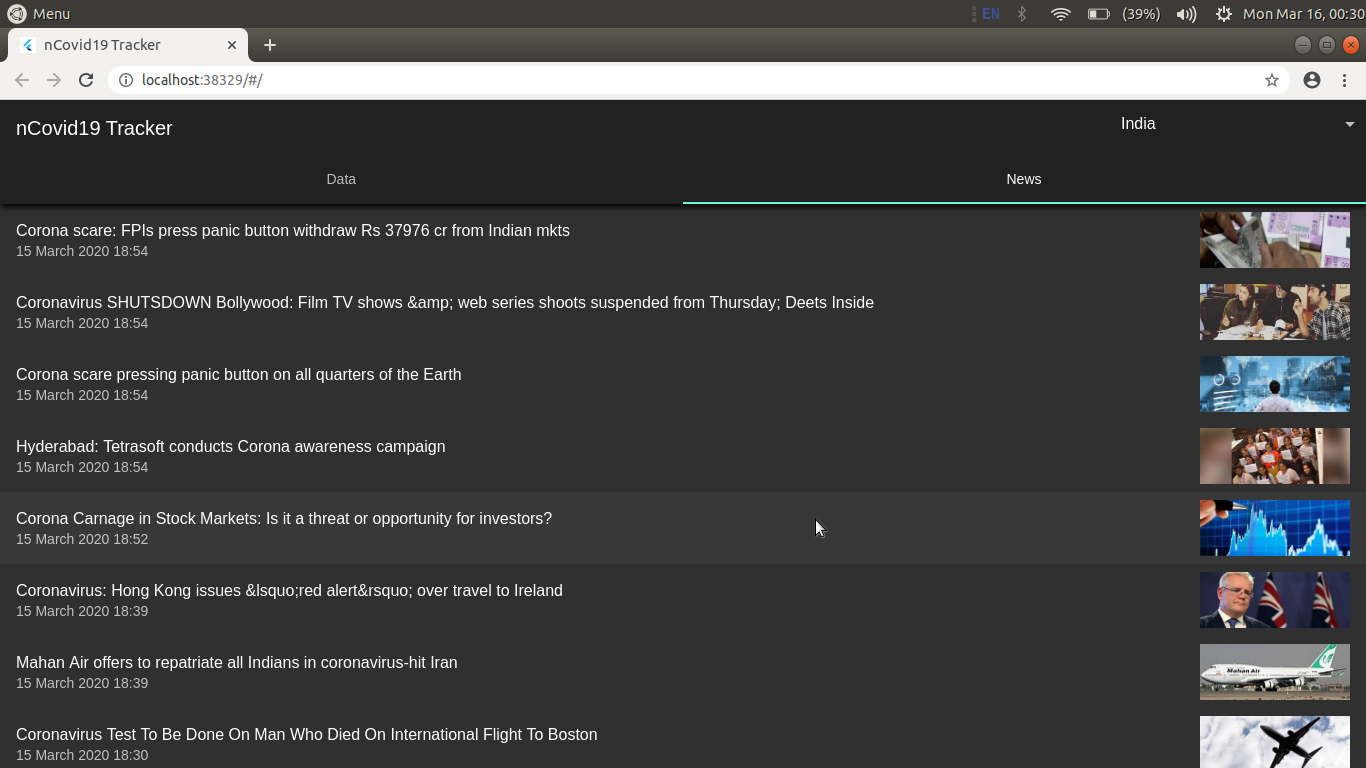 Menu
EN
(39%)
Mon Mar 16, 00:30
nCovid19 Tracker
localhost:38329/#/
nCovid19 Tracker
India
Data
News
Corona scare: FPIs press panic button withdraw Rs 37976 cr from Indian mkts
15 March 2020 18:54
Coronavirus SHUTSDOWN Bollywood: Film TV shows &amp; web series shoots suspended from Thursday; Deets Inside
15 March 2020 18:54
Corona scare pressing panic button on all quarters of the Earth
15 March 2020 18:54
Hyderabad: Tetrasoft conducts Corona awareness campaign
15 March 2020 18:54
Corona Carnage in Stock Markets: Is it a threat or opportunity for investors?
15 March 2020 18:52
Coronavirus: Hong Kong issues &lsquo;red alert&rsquo; over travel to Ireland
15 March 2020 18:39
Mahan Air offers to repatriate all Indians in coronavirus-hit Iran
15 March 2020 18:39
Mahan Air
Coronavirus Test To Be Done On Man Who Died On International Flight To Boston
15 March 2020 18:30